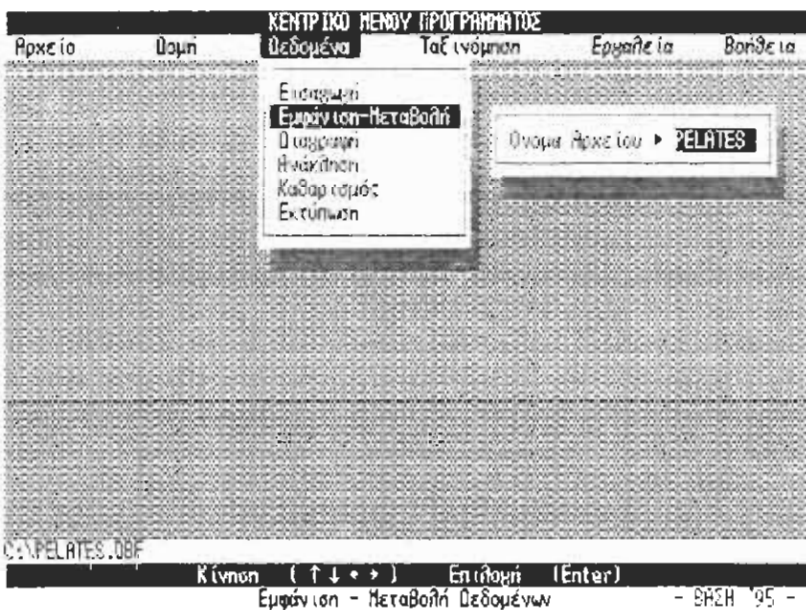 ΚΕΝΤΡΙΚΟ ΜΕΝΟΥ ΠΡΟΓΡΑΜΜΑΤΟΣ
Αρχείο Δομή Δεδομένα Ταξινόμηση Εργαλεία Βοήθεια
Εισαγωγή
Εμφάνιση-Μεταβολή
Διαγραφή
Ανάκληση
Καθαρισμός
Εκτύπωση
Ονομα Αρχείου ► PELATES
C:\PELATES.DBF
Κίνηση (↑↓←→) Επιλογή (Enter)
Εμφάνιση - Μεταβολή Δεδομένων - ΒΑΣΗ '95 -